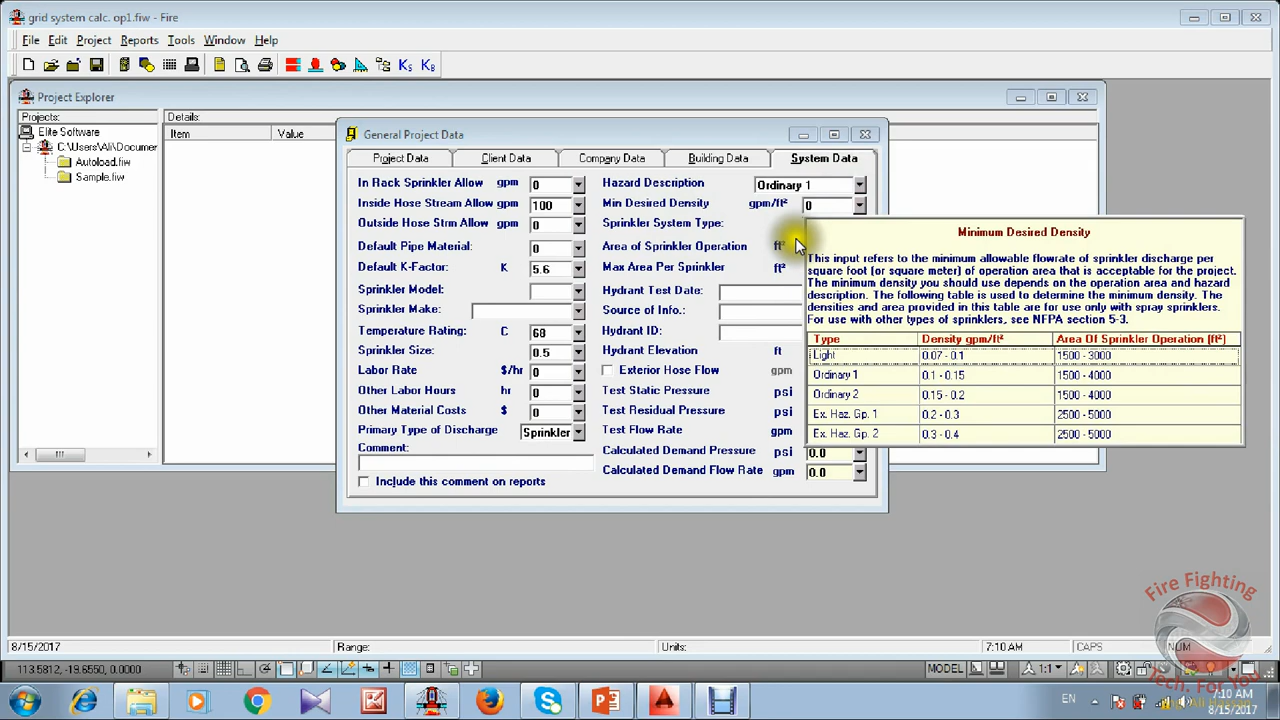 grid system calc. op1.fiw - Fire
File Edit Project Reports Tools Window Help
KS K8
Project Explorer
Projects:
Elite Software
C:\Users\Ali\Documer
Autoload.fiw
Sample.fiw
Details:
Item Value
General Project Data
Project Data Client Data Company Data Building Data System Data
In Rack Sprinkler Allow gpm 0
Inside Hose Stream Allow gpm 100
Outside Hose Strm Allow gpm 0
Default Pipe Material: 0
Default K-Factor: K 5.6
Sprinkler Model:
Sprinkler Make:
Temperature Rating: C 68
Sprinkler Size: 0.5
Labor Rate $/hr 0
Other Labor Hours hr 0
Other Material Costs $ 0
Primary Type of Discharge Sprinkler
Comment:
Include this comment on reports
Hazard Description Ordinary 1
Min Desired Density gpm/ft² 0
Sprinkler System Type:
Area of Sprinkler Operation ft²
Max Area Per Sprinkler ft²
Hydrant Test Date:
Source of Info.:
Hydrant ID:
Hydrant Elevation ft
Exterior Hose Flow gpm
Test Static Pressure psi
Test Residual Pressure psi
Test Flow Rate gpm
Calculated Demand Pressure psi 0.0
Calculated Demand Flow Rate gpm 0.0
Minimum Desired Density
This input refers to the minimum allowable flowrate of sprinkler discharge per
square foot (or square meter) of operation area that is acceptable for the project.
The minimum density you should use depends on the operation area and hazard
description. The following table is used to determine the minimum density. The
densities and area provided in this table are for use only with spray sprinklers.
For use with other types of sprinklers, see NFPA section 5-3.
Type Density gpm/ft² Area Of Sprinkler Operation (ft²)
Light 0.07 - 0.1 1500 - 3000
Ordinary 1 0.1 - 0.15 1500 - 4000
Ordinary 2 0.15 - 0.2 1500 - 4000
Ex. Haz. Gp. 1 0.2 - 0.3 2500 - 5000
Ex. Haz. Gp. 2 0.3 - 0.4 2500 - 5000
Fire Fighting
Tech. For You
8/15/2017 Range: Units: 7:10 AM CAPS NUM
113.5812, -19.6550, 0.0000 MODEL 1:1
EN 7:10 AM
8/15/2017